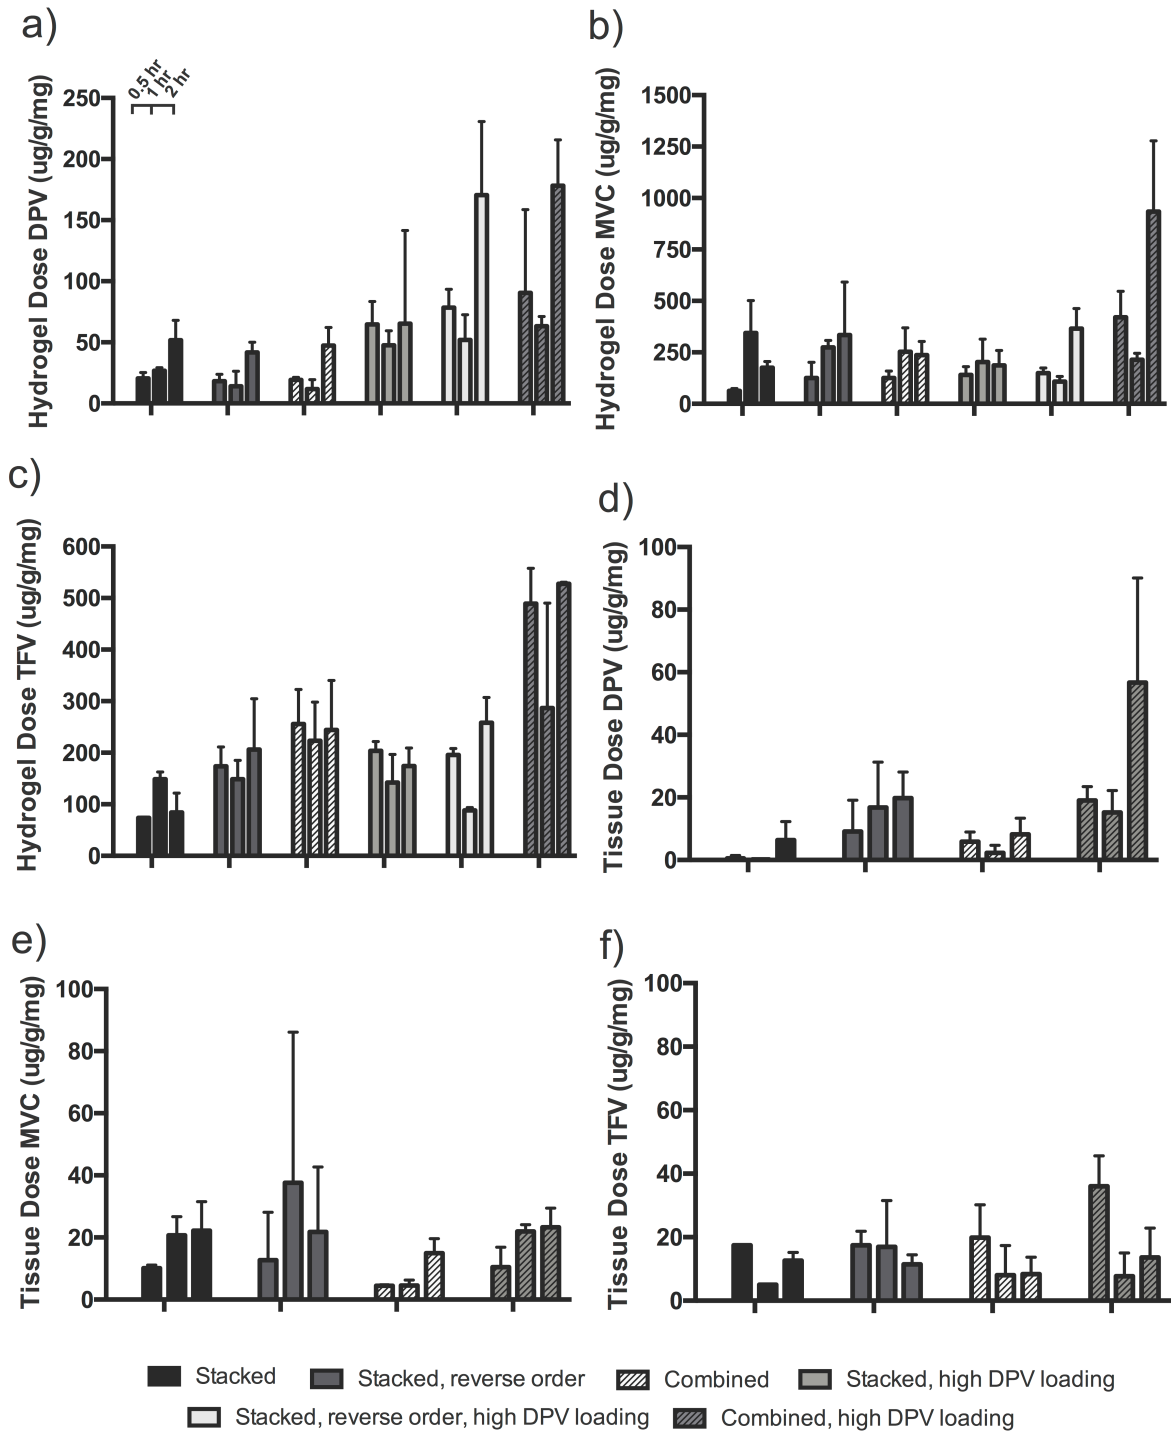 a)
0.5 hr
1 hr
2 hr
Hydrogel Dose DPV (ug/g/mg)
250
200
150
100
50
0
b)
Hydrogel Dose MVC (ug/g/mg)
1500
1250
1000
750
500
250
0
c)
Hydrogel Dose TFV (ug/g/mg)
600
500
400
300
200
100
0
d)
Tissue Dose DPV (ug/g/mg)
100
80
60
40
20
0
e)
Tissue Dose MVC (ug/g/mg)
100
80
60
40
20
0
f)
Tissue Dose TFV (ug/g/mg)
100
80
60
40
20
0
Stacked
Stacked, reverse order
Combined
Stacked, high DPV loading
Stacked, reverse order, high DPV loading
Combined, high DPV loading